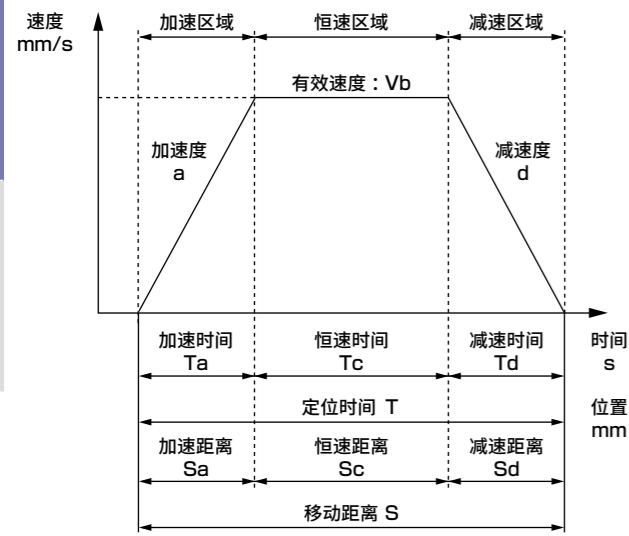 速度
mm/s
加速区域
恒速区域
减速区域
有效速度：Vb
加速度
a
减速度
d
加速时间
Ta
恒速时间
Tc
减速时间
Td
时间
s
定位时间 T
位置
mm
加速距离
Sa
恒速距离
Sc
减速距离
Sd
移动距离 S